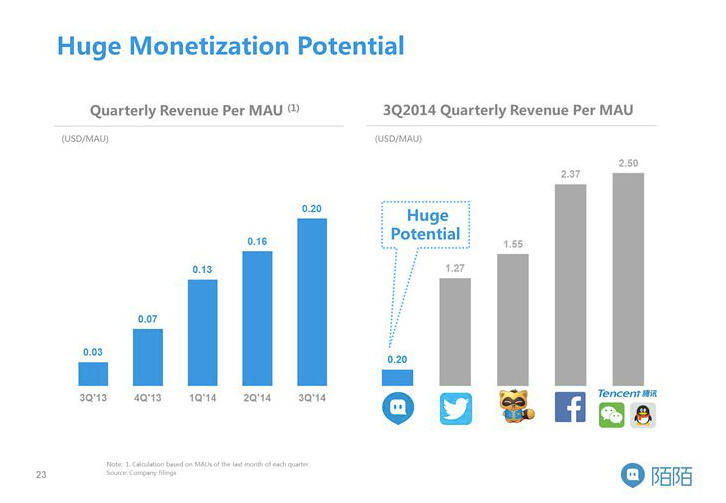 Huge Monetization Potential
Quarterly Revenue Per MAU (1)
(USD/MAU)
0.03
0.07
0.13
0.16
0.20
3Q'13
4Q'13
1Q'14
2Q'14
3Q'14
3Q2014 Quarterly Revenue Per MAU
(USD/MAU)
Huge
Potential
0.20
1.27
1.55
2.37
2.50
Tencent 腾讯
Note: 1. Calculation based on MAUs of the last month of each quarter
Source: Company filings
23
陌陌